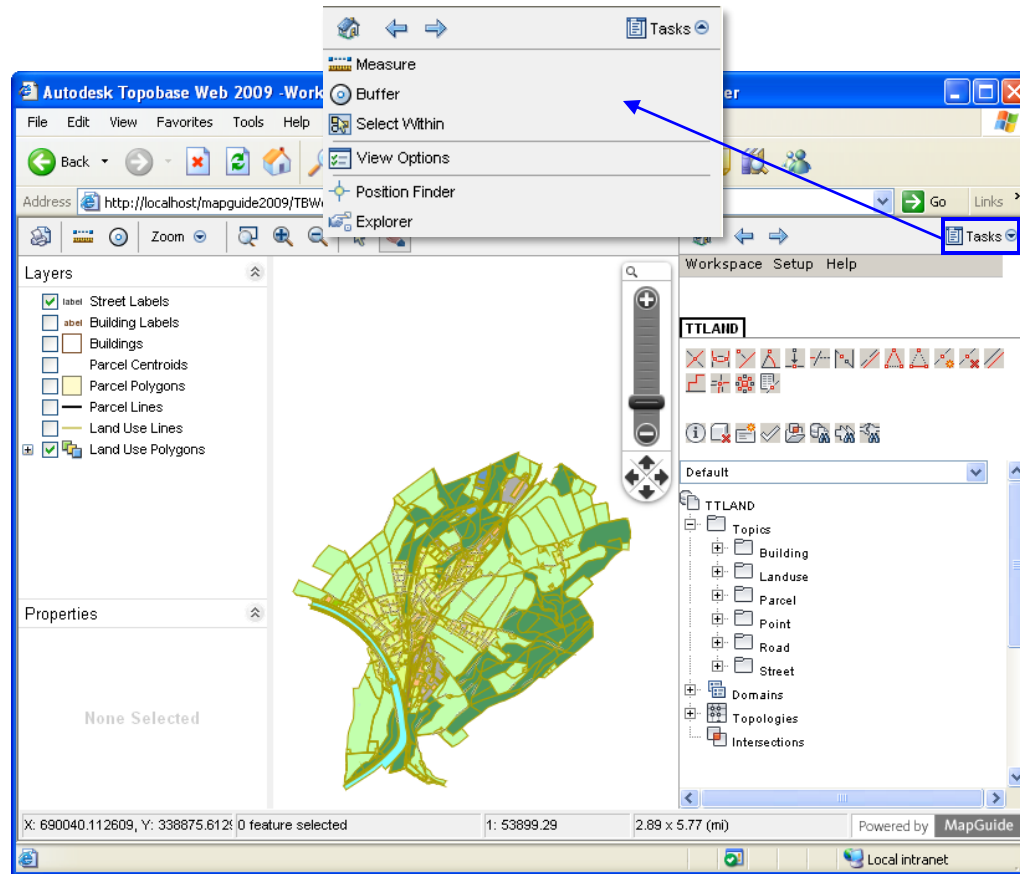 Tasks
Measure
Buffer
Select Within
View Options
Position Finder
Explorer
Autodesk Topobase Web 2009 -Work
er
File Edit View Favorites Tools Help
Back
Address http://localhost/mapguide2009/TBW
Go Links
Zoom
Tasks
Layers
label Street Labels
abel Building Labels
Buildings
Parcel Centroids
Parcel Polygons
Parcel Lines
Land Use Lines
Land Use Polygons
Properties
None Selected
Workspace Setup Help
TTLAND
Default
TTLAND
Topics
Building
Landuse
Parcel
Point
Road
Street
Domains
Topologies
Intersections
X: 690040.112609, Y: 338875.6129 0 feature selected 1: 53899.29 2.89 x 5.77 (mi) Powered by MapGuide
Local intranet